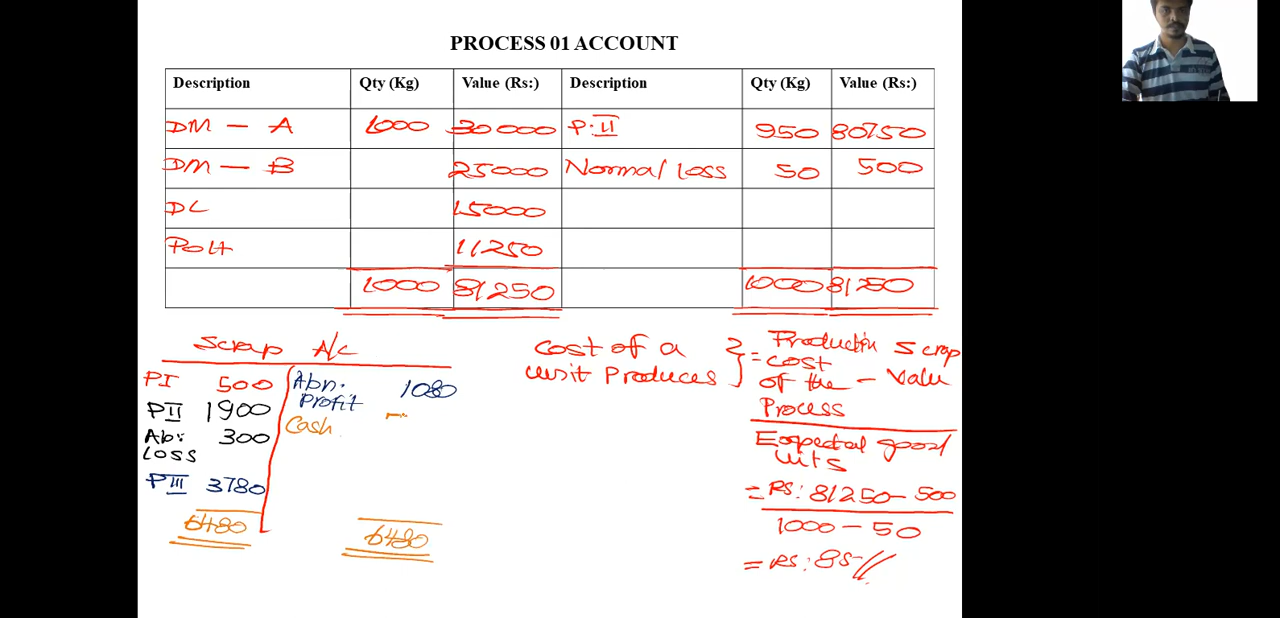 PROCESS 01 ACCOUNT
Description Qty (Kg) Value (Rs:) Description Qty (Kg) Value (Rs:)
DM - A 1000 30000 P.II 950 80750
DM - B 25000 Normal loss 50 500
DL 15000
POH 11250
1000 81250 1000 81250
Scrap A/c
PI 500 Abn. Profit 1080
PII 1900 Cash
Ab: Loss 300
PIII 3780
6480 6480
Cost of a
unit Produces
= Production cost of the Process - Scrap Value
Expected good
units
= Rs: 81250 - 500
1000 - 50
= Rs: 85//